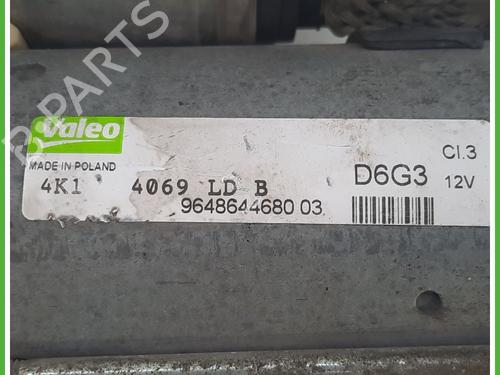 B-PARTS
Valeo
MADE IN POLAND
4K1 4069 LD B
9648644680 03
D6G3
Cl.3
12V